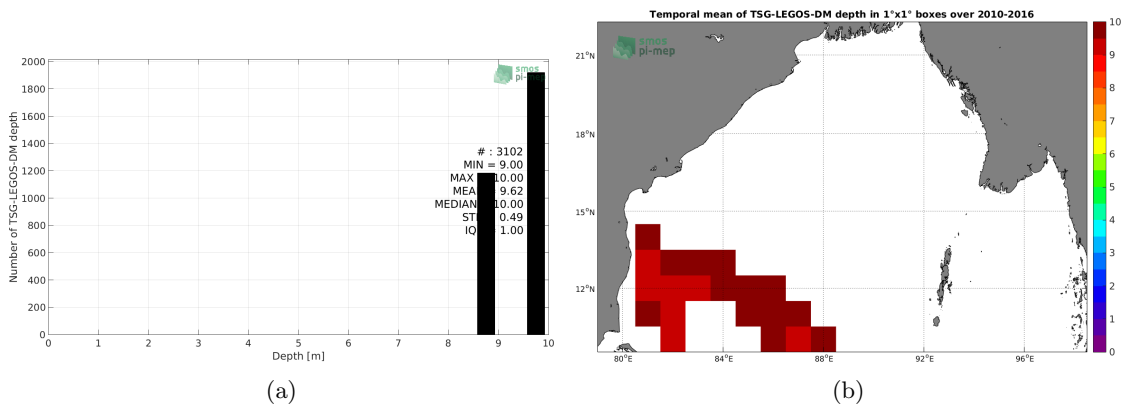 Temporal mean of TSG-LEGOS-DM depth in 1°x1° boxes over 2010-2016
Number of TSG-LEGOS-DM depth
2000
1800
1600
1400
1200
1000
800
600
400
200
0
smos
pi-mep
# : 3102
MIN = 9.00
MAX 10.00
MEA 9.62
MEDIAN 10.00
ST 0.49
IQ 1.00
0 1 2 3 4 5 6 7 8 9 10
Depth [m]
(a)
smos
pi-mep
21°N
18°N
15°N
12°N
80°E 84°E 88°E 92°E 96°E
10
9
8
7
6
5
4
3
2
1
0
(b)